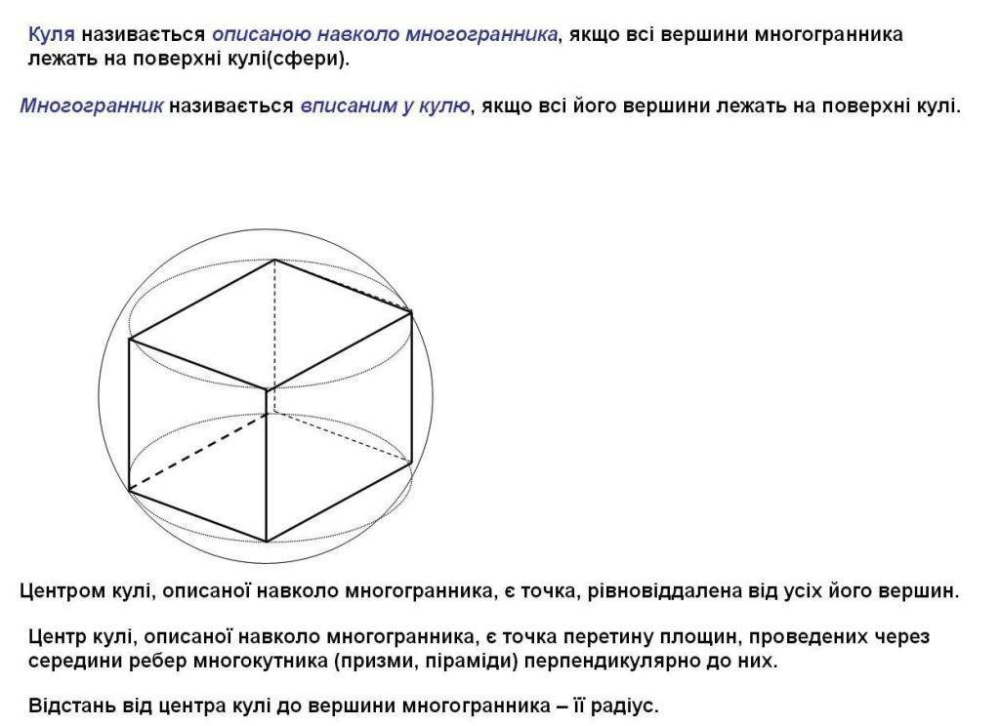 Куля називається описаною навколо многогранника, якщо всі вершини многогранника
лежать на поверхні кулі(сфери).
Многогранник називається вписаним у кулю, якщо всі його вершини лежать на поверхні кулі.
Центром кулі, описаної навколо многогранника, є точка, рівновіддалена від усіх його вершин.
Центр кулі, описаної навколо многогранника, є точка перетину площин, проведених через
середини ребер многокутника (призми, піраміди) перпендикулярно до них.
Відстань від центра кулі до вершини многогранника – її радіус.